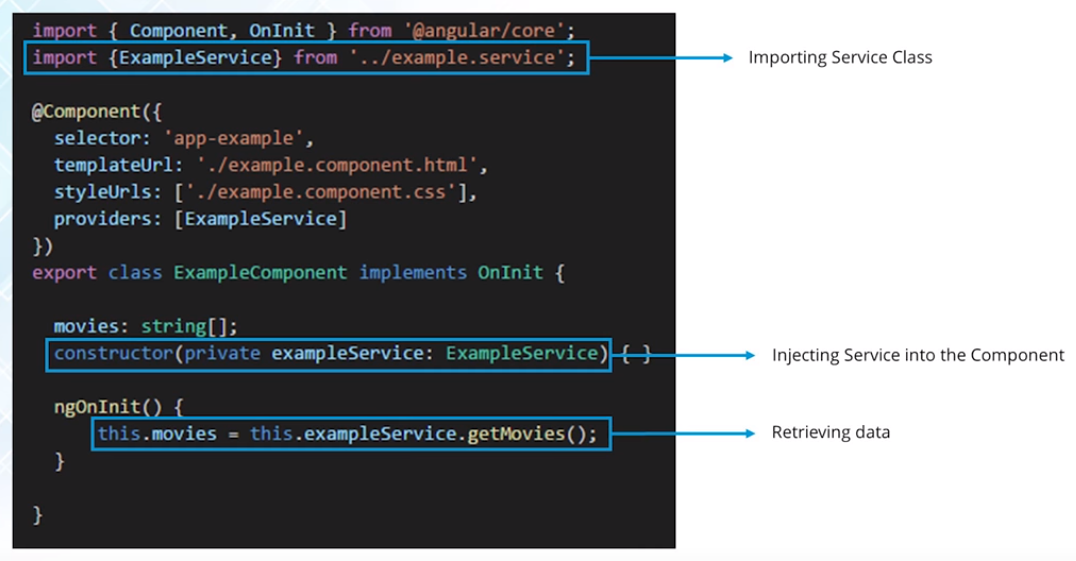 import { Component, OnInit } from '@angular/core';
import {ExampleService} from '../example.service';
Importing Service Class
@Component({
selector: 'app-example',
templateUrl: './example.component.html',
styleUrls: ['./example.component.css'],
providers: [ExampleService]
})
export class ExampleComponent implements OnInit {
movies: string[];
constructor(private exampleService: ExampleService) { }
Injecting Service into the Component
ngOnInit() {
this.movies = this.exampleService.getMovies();
Retrieving data
}
}